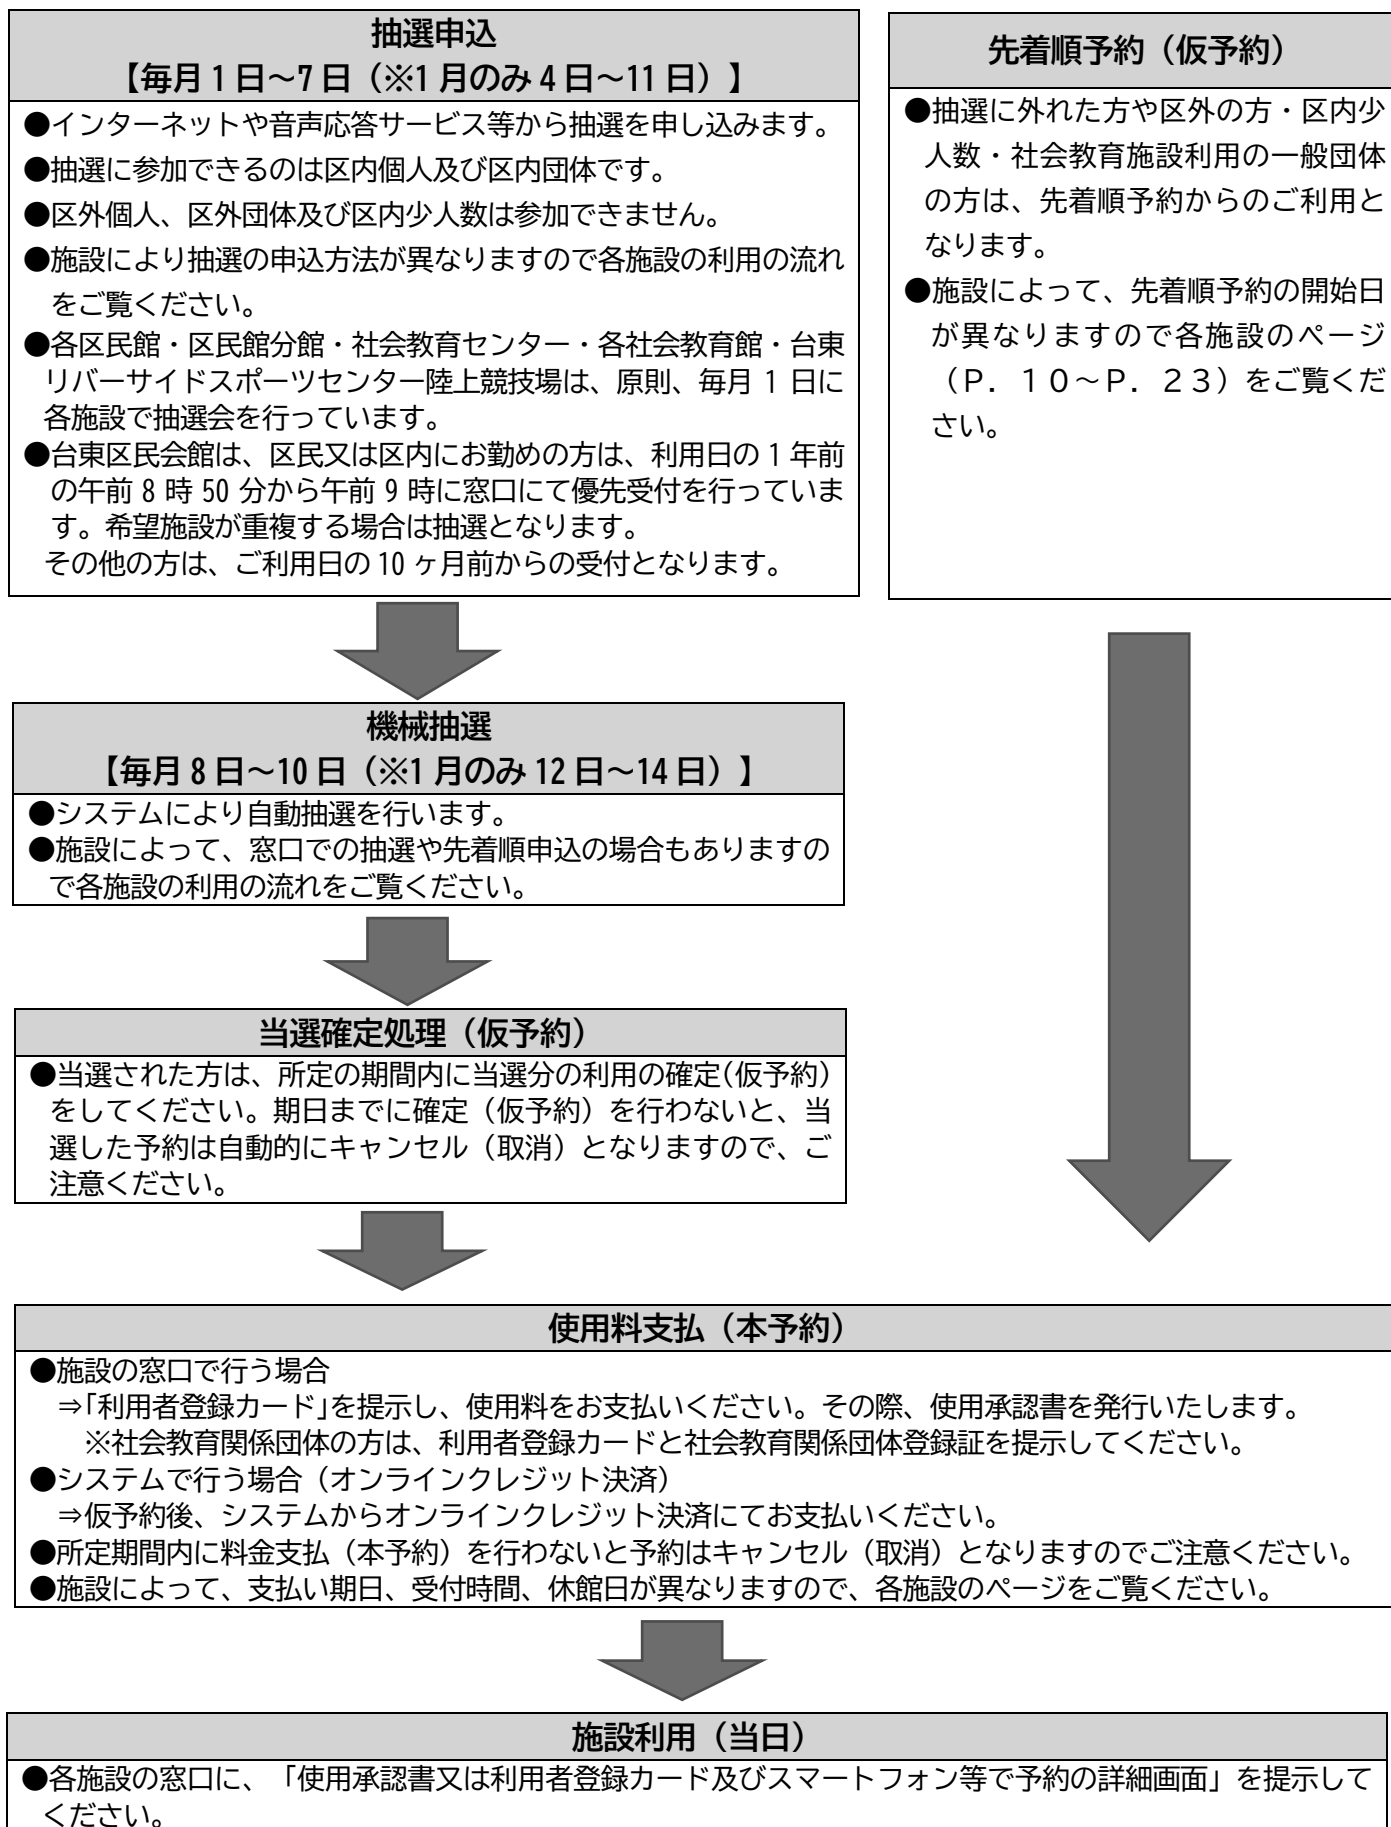 抽選申込
【毎月1日～7日（※1月のみ4日～11日）】
●インターネットや音声応答サービス等から抽選を申し込みます。
●抽選に参加できるのは区内個人及び区内団体です。
●区外個人、区外団体及び区内少人数は参加できません。
●施設により抽選の申込方法が異なりますので各施設の利用の流れ
をご覧ください。
●各区民館・区民館分館・社会教育センター・各社会教育館・台東
リバーサイドスポーツセンター陸上競技場は、原則、毎月 1 日に
各施設で抽選会を行っています。
●台東区民会館は、区民又は区内にお勤めの方は、利用日の1年前
の午前 8 時 50 分から午前 9 時に窓口にて優先受付を行っていま
す。希望施設が重複する場合は抽選となります。
その他の方は、ご利用日の10ヶ月前からの受付となります。
先着順予約（仮予約）
●抽選に外れた方や区外の方・区内少
人数・社会教育施設利用の一般団体
の方は、先着順予約からのご利用と
なります。
●施設によって、先着順予約の開始日
が異なりますので各施設のページ
（Ｐ．１０～Ｐ．２３）をご覧くだ
さい。
機械抽選
【毎月8日～10日（※1月のみ12日～14日）】
●システムにより自動抽選を行います。
●施設によって、窓口での抽選や先着順申込の場合もありますの
で各施設の利用の流れをご覧ください。
当選確定処理（仮予約）
●当選された方は、所定の期間内に当選分の利用の確定(仮予約)
をしてください。期日までに確定（仮予約）を行わないと、当
選した予約は自動的にキャンセル（取消）となりますので、ご
注意ください。
使用料支払（本予約）
●施設の窓口で行う場合
⇒｢利用者登録カード｣を提示し、使用料をお支払いください。その際、使用承認書を発行いたします。
※社会教育関係団体の方は、利用者登録カードと社会教育関係団体登録証を提示してください。
●システムで行う場合（オンラインクレジット決済）
⇒仮予約後、システムからオンラインクレジット決済にてお支払いください。
●所定期間内に料金支払（本予約）を行わないと予約はキャンセル（取消）となりますのでご注意ください。
●施設によって、支払い期日、受付時間、休館日が異なりますので、各施設のページをご覧ください。
施設利用（当日）
●各施設の窓口に、「使用承認書又は利用者登録カード及びスマートフォン等で予約の詳細画面」を提示して
ください。